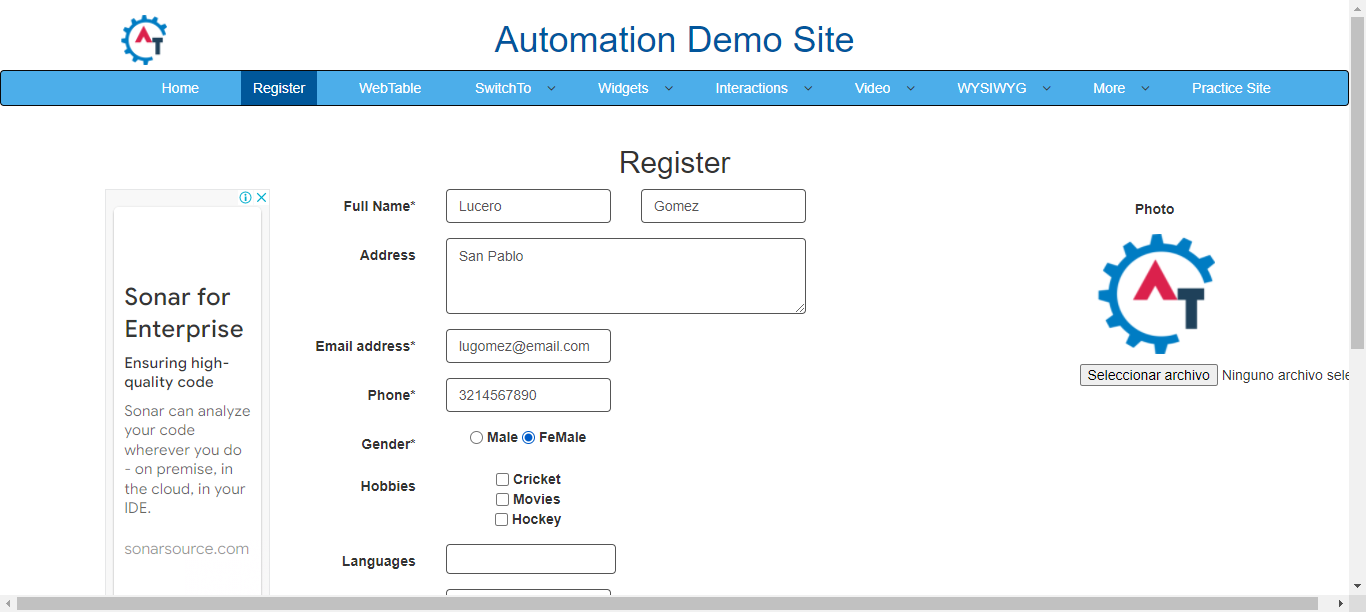 AT
Automation Demo Site
Home Register WebTable SwitchTo Widgets Interactions Video WYSIWYG More Practice Site
Register
Full Name* Lucero Gomez
Address San Pablo
Email address* lugomez@email.com
Phone* 3214567890
Gender* Male FeMale
Hobbies Cricket
Movies
Hockey
Languages
Photo
AT
Seleccionar archivo Ninguno archivo sele
Sonar for
Enterprise
Ensuring high-
quality code
Sonar can analyze
your code
wherever you do
- on premise, in
the cloud, in your
IDE.
sonarsource.com